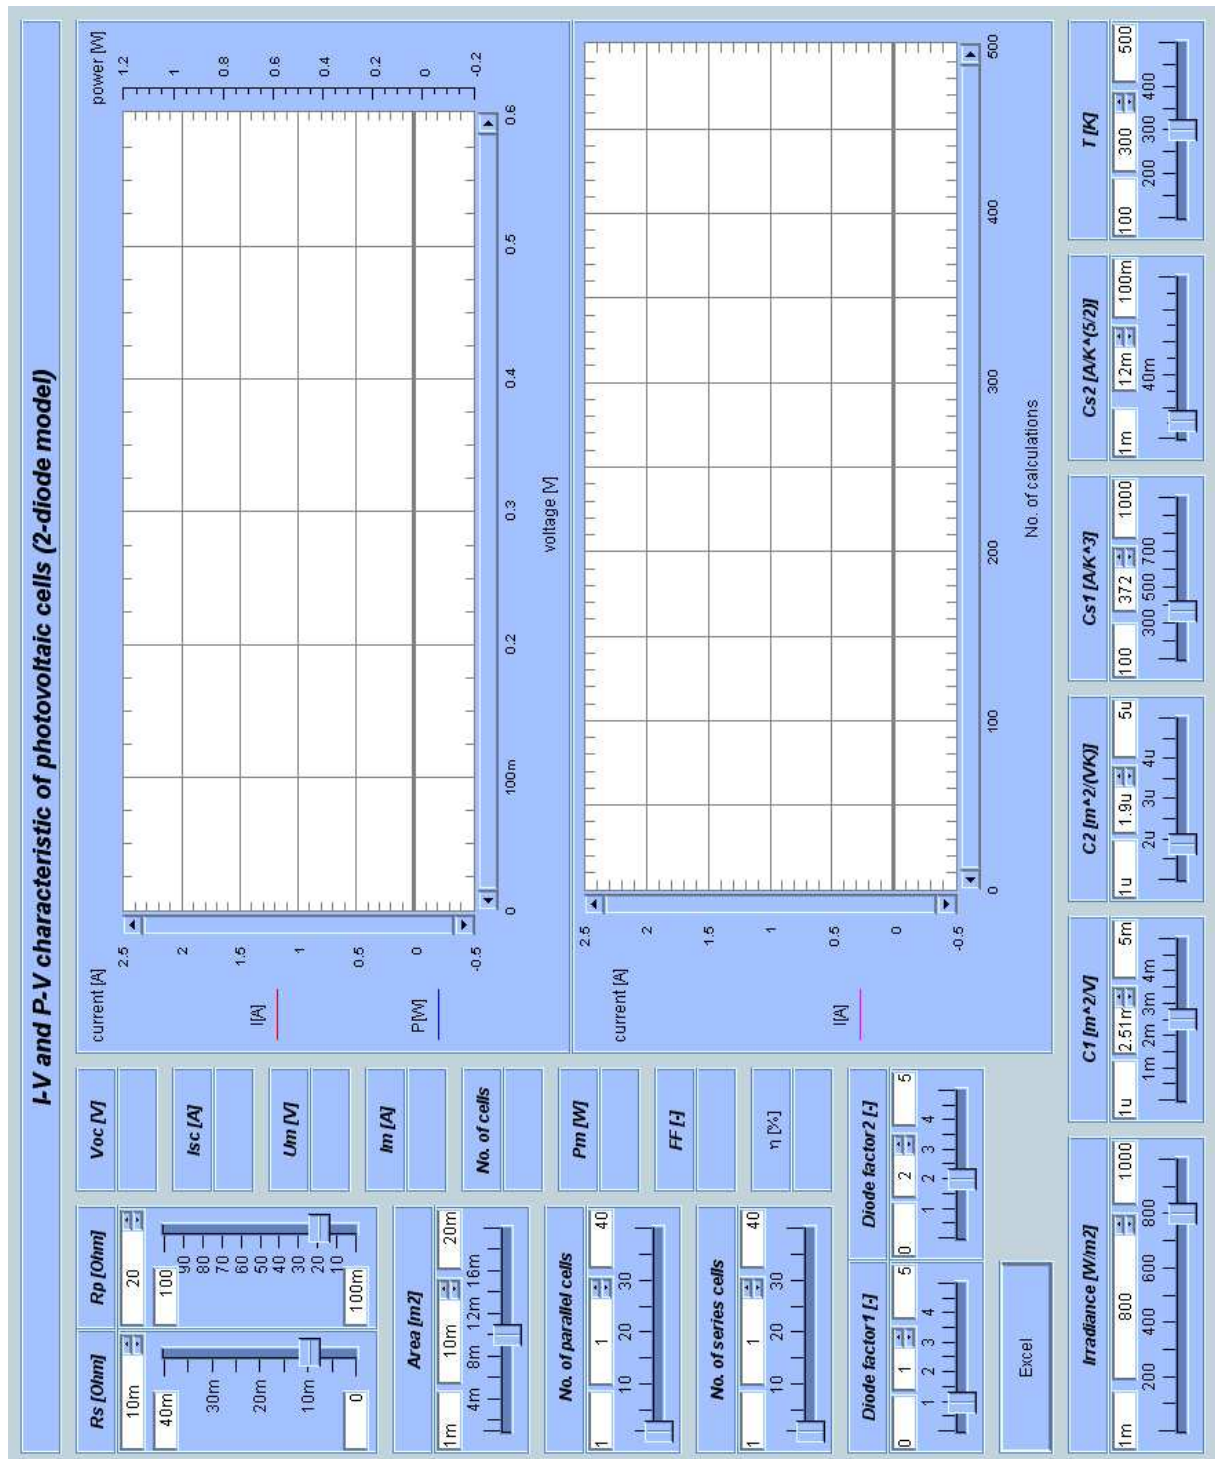 I-V and P-V characteristic of photovoltaic cells (2-diode model)
Rs [Ohm]
10m
40m
30m
20m
10m
0
Rp [Ohm]
20
100
90
80
70
60
50
40
30
20
10
100m
Area [m2]
1m 10m 20m
4m 8m 12m 16m
No. of parallel cells
1 1 40
10 20 30
No. of series cells
1 1 40
10 20 30
Diode factor1 [-]
0 1 5
1 2 3 4
Diode factor2 [-]
0 2 5
1 2 3 4
Excel
Voc [V]
Isc [A]
Um [V]
Im [A]
No. of cells
Pm [W]
FF [-]
η [%]
current [A]
2.5
2
1.5
1
0.5
0
-0.5
I[A]
P[W]
power [W]
1.2
1
0.8
0.6
0.4
0.2
0
-0.2
0 100m 0.2 0.3 0.4 0.5 0.6
voltage [V]
current [A]
2.5
2
1.5
1
0.5
0
-0.5
I[A]
0 100 200 300 400 500
No. of calculations
Irradiance [W/m2]
1m 800 1000
200 400 600 800
C1 [m^2/V]
1u 2.51m 5m
1m 2m 3m 4m
C2 [m^2/(VK)]
1u 1.9u 5u
2u 3u 4u
Cs1 [A/K^3]
100 372 1000
300 500 700
Cs2 [A/K^(5/2)]
1m 12m 100m
40m
T [K]
100 300 500
200 300 400